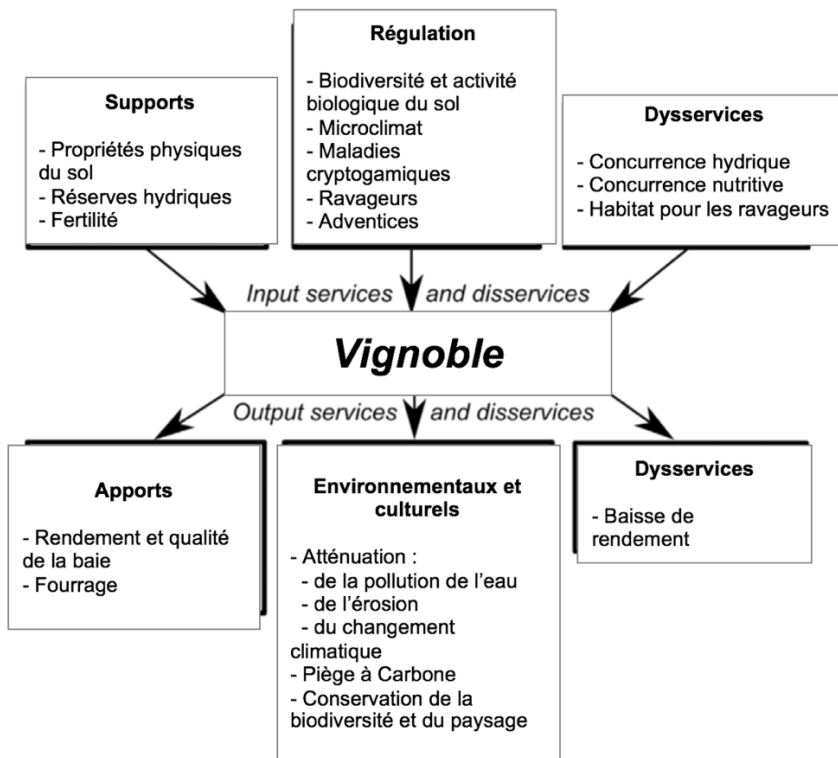 Supports
- Propriétés physiques
du sol
- Réserves hydriques
- Fertilité
Régulation
- Biodiversité et activité
biologique du sol
- Microclimat
- Maladies
cryptogamiques
- Ravageurs
- Adventices
Dysservices
- Concurrence hydrique
- Concurrence nutritive
- Habitat pour les ravageurs
Input services and disservices
Vignoble
Output services and disservices
Apports
- Rendement et qualité
de la baie
- Fourrage
Environnementaux et
culturels
- Atténuation :
- de la pollution de l’eau
- de l’érosion
- du changement
climatique
- Piège à Carbone
- Conservation de la
biodiversité et du paysage
Dysservices
- Baisse de
rendement